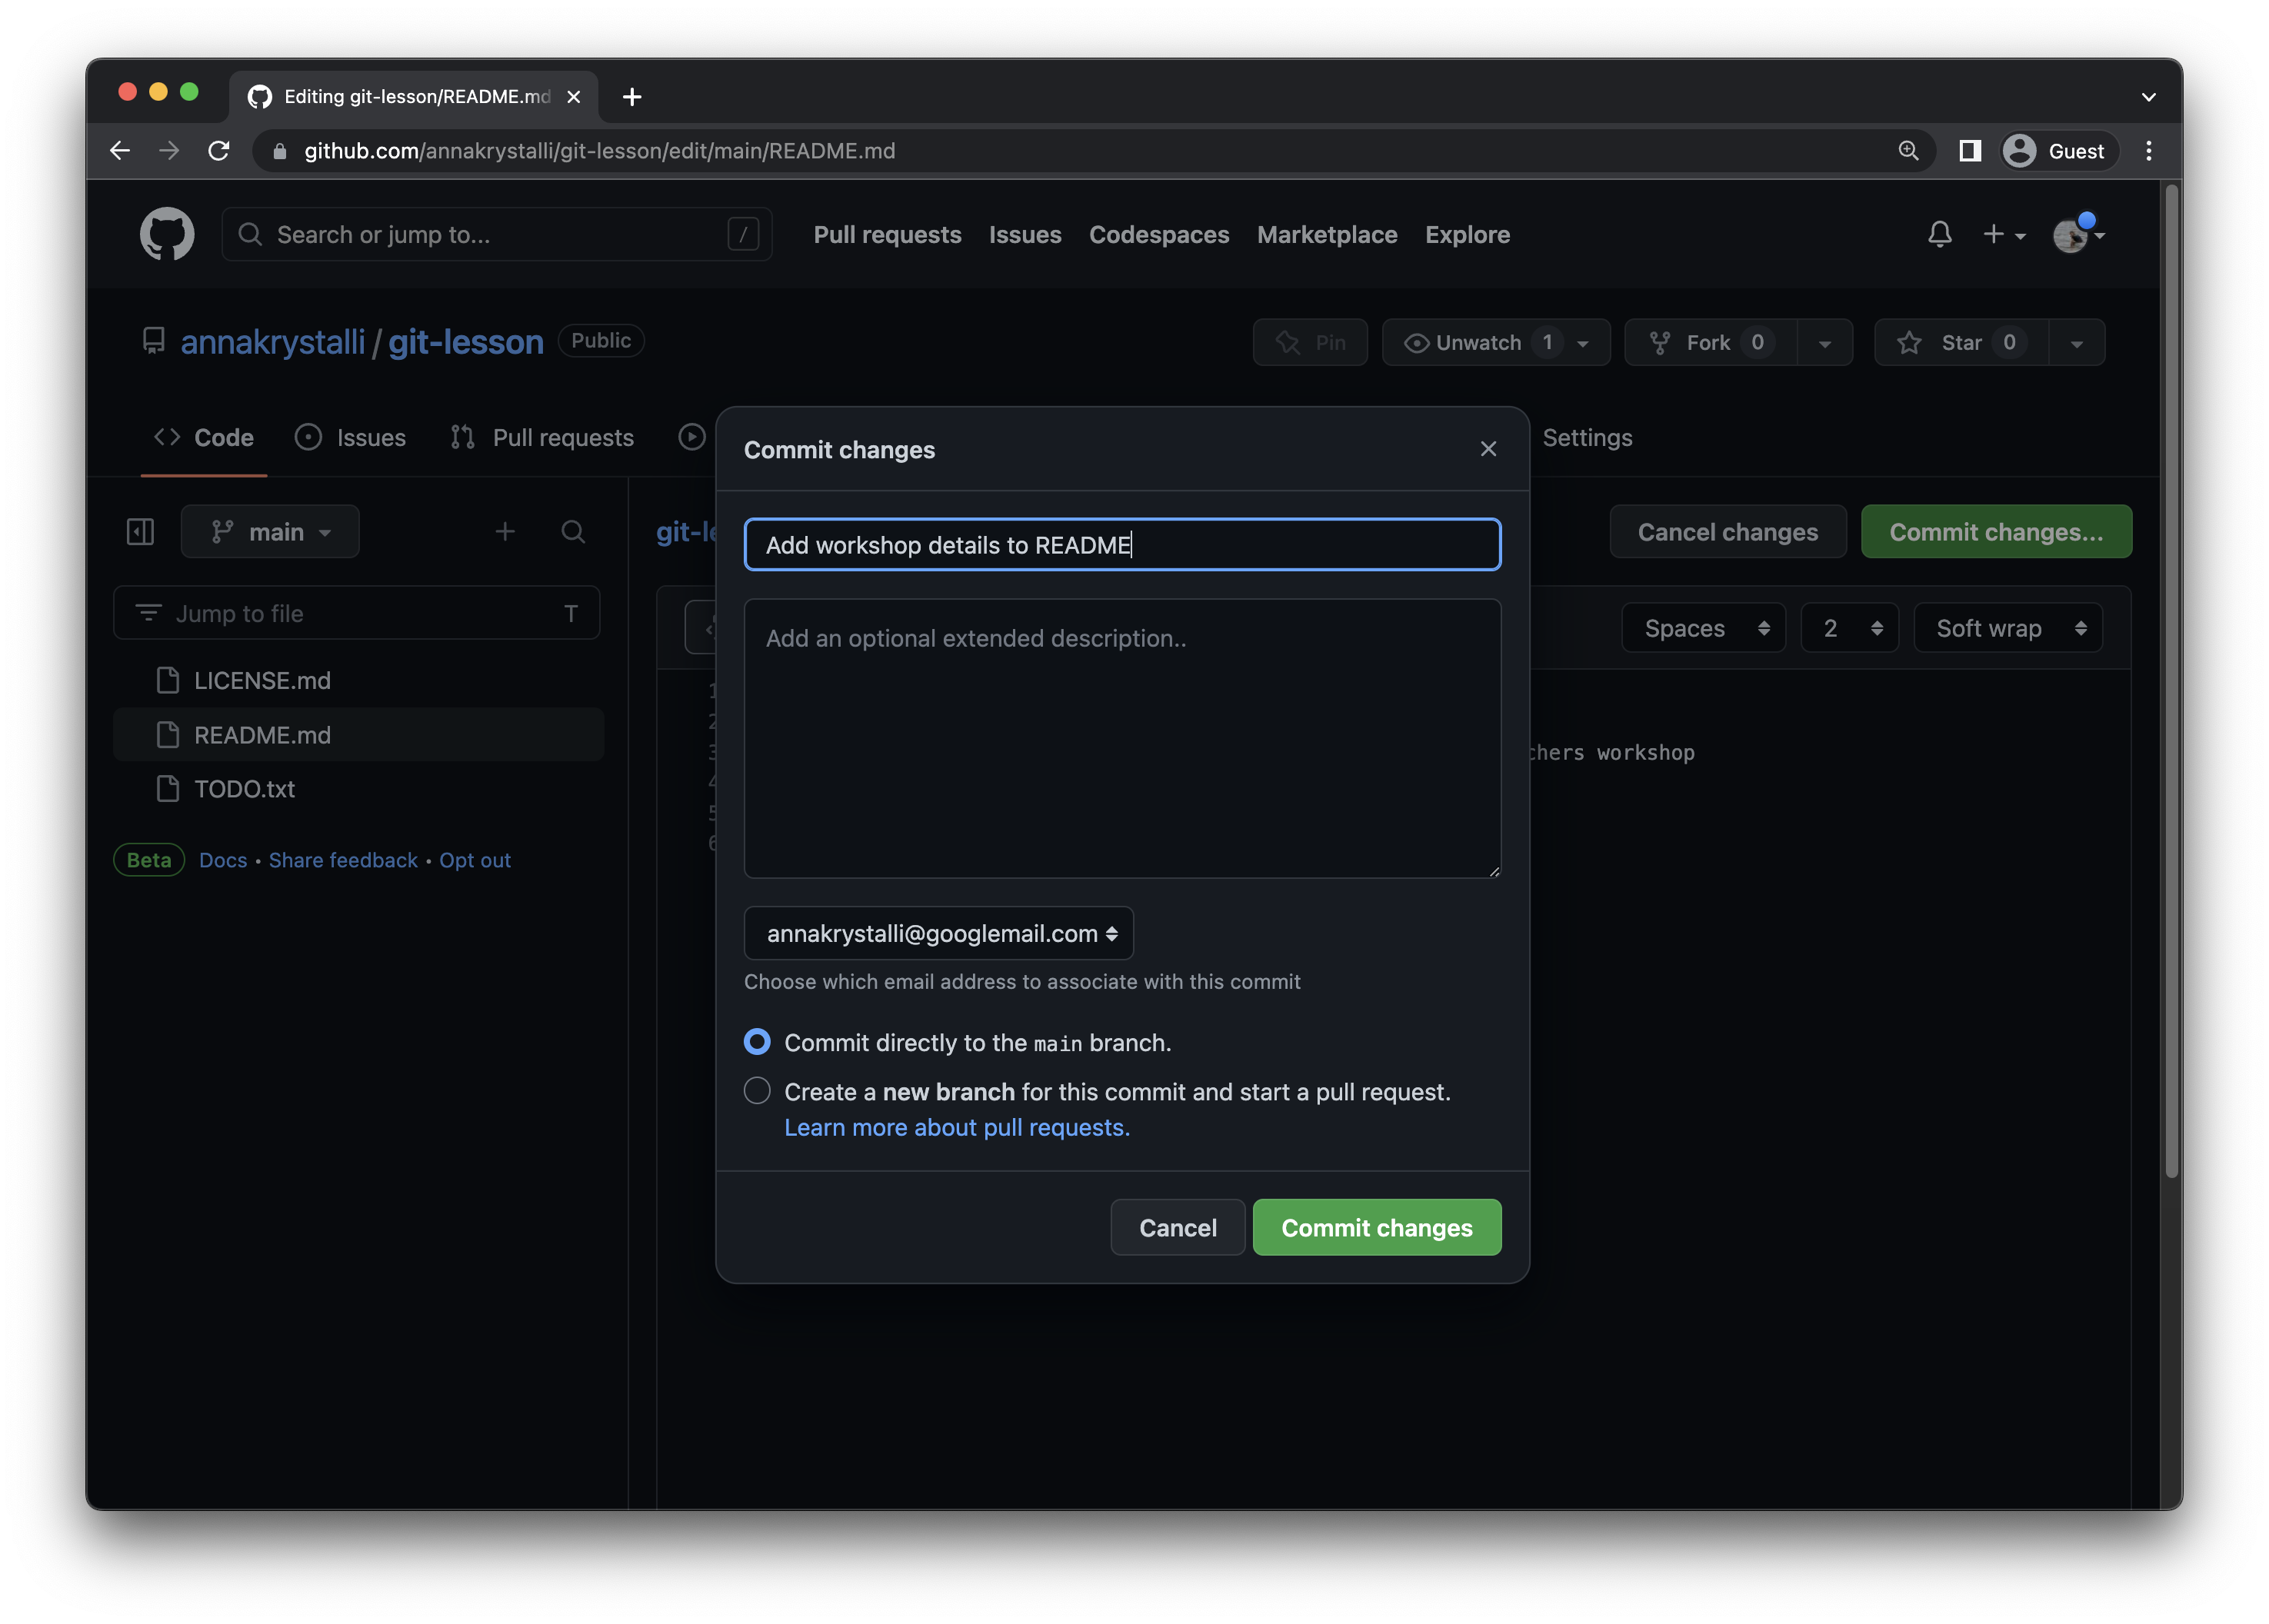 Editing git-lesson/README.md
github.com/annakrystalli/git-lesson/edit/main/README.md
Guest
Search or jump to... /
Pull requests Issues Codespaces Marketplace Explore
annakrystalli / git-lesson Public
Pin Unwatch 1 Fork 0 Star 0
Code Issues Pull requests Settings
main
Cancel changes Commit changes...
Jump to file T
Spaces 2 Soft wrap
LICENSE.md
README.md
TODO.txt
Beta Docs • Share feedback • Opt out
1
2
3 workshop
4
5
6
Commit changes
Add workshop details to README
Add an optional extended description..
annakrystalli@googlemail.com
Choose which email address to associate with this commit
Commit directly to the main branch.
Create a new branch for this commit and start a pull request.
Learn more about pull requests.
Cancel Commit changes